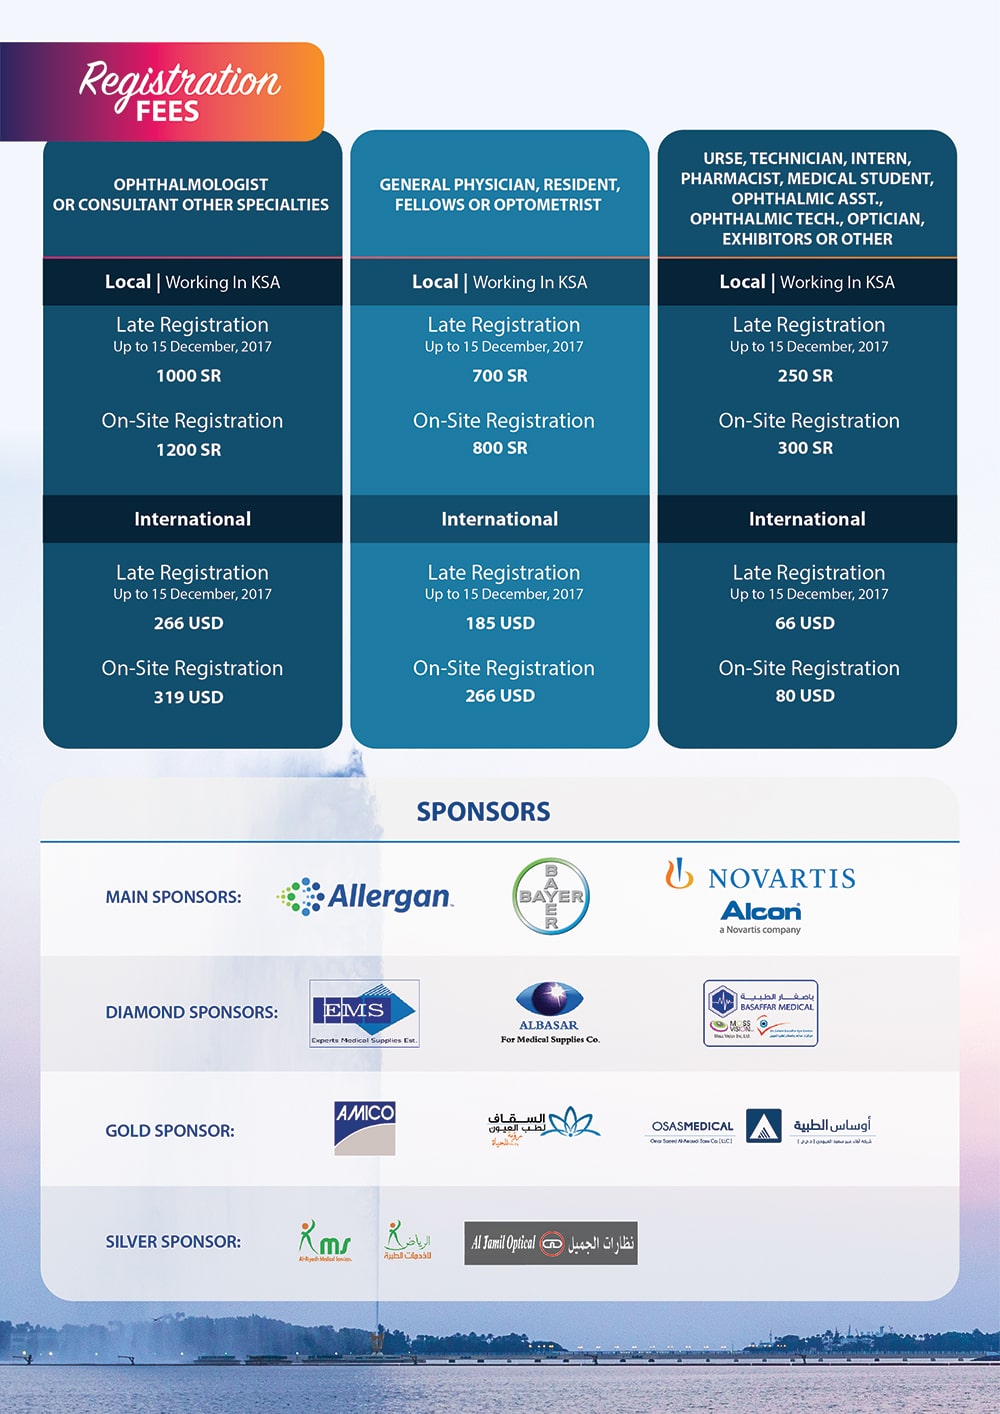 Registration
FEES
OPHTHALMOLOGIST
OR CONSULTANT OTHER SPECIALTIES
Local | Working In KSA
Late Registration
Up to 15 December, 2017
1000 SR
On-Site Registration
1200 SR
International
Late Registration
Up to 15 December, 2017
266 USD
On-Site Registration
319 USD
GENERAL PHYSICIAN, RESIDENT,
FELLOWS OR OPTOMETRIST
Local | Working In KSA
Late Registration
Up to 15 December, 2017
700 SR
On-Site Registration
800 SR
International
Late Registration
Up to 15 December, 2017
185 USD
On-Site Registration
266 USD
URSE, TECHNICIAN, INTERN,
PHARMACIST, MEDICAL STUDENT,
OPHTHALMIC ASST.,
OPHTHALMIC TECH., OPTICIAN,
EXHIBITORS OR OTHER
Local | Working In KSA
Late Registration
Up to 15 December, 2017
250 SR
On-Site Registration
300 SR
International
Late Registration
Up to 15 December, 2017
66 USD
On-Site Registration
80 USD
SPONSORS
MAIN SPONSORS:
Allergan
BAYER
BAYER
NOVARTIS
Alcon
a Novartis company
DIAMOND SPONSORS:
EMS
Experts Medical Supplies Est.
ALBASAR
For Medical Supplies Co.
باصفار الطبية
BASAFFAR MEDICAL
MOSS
VISION
Moss Vision Inc. Ltd.
GOLD SPONSOR:
AMICO
السقاف
لطب العيون
OSASMEDICAL
أوساس الطبية
SILVER SPONSOR:
rms
Al-Riyadh Medical Services
الرياض
للخدمات الطبية
Al Jamil Optical
نظارات الجميل